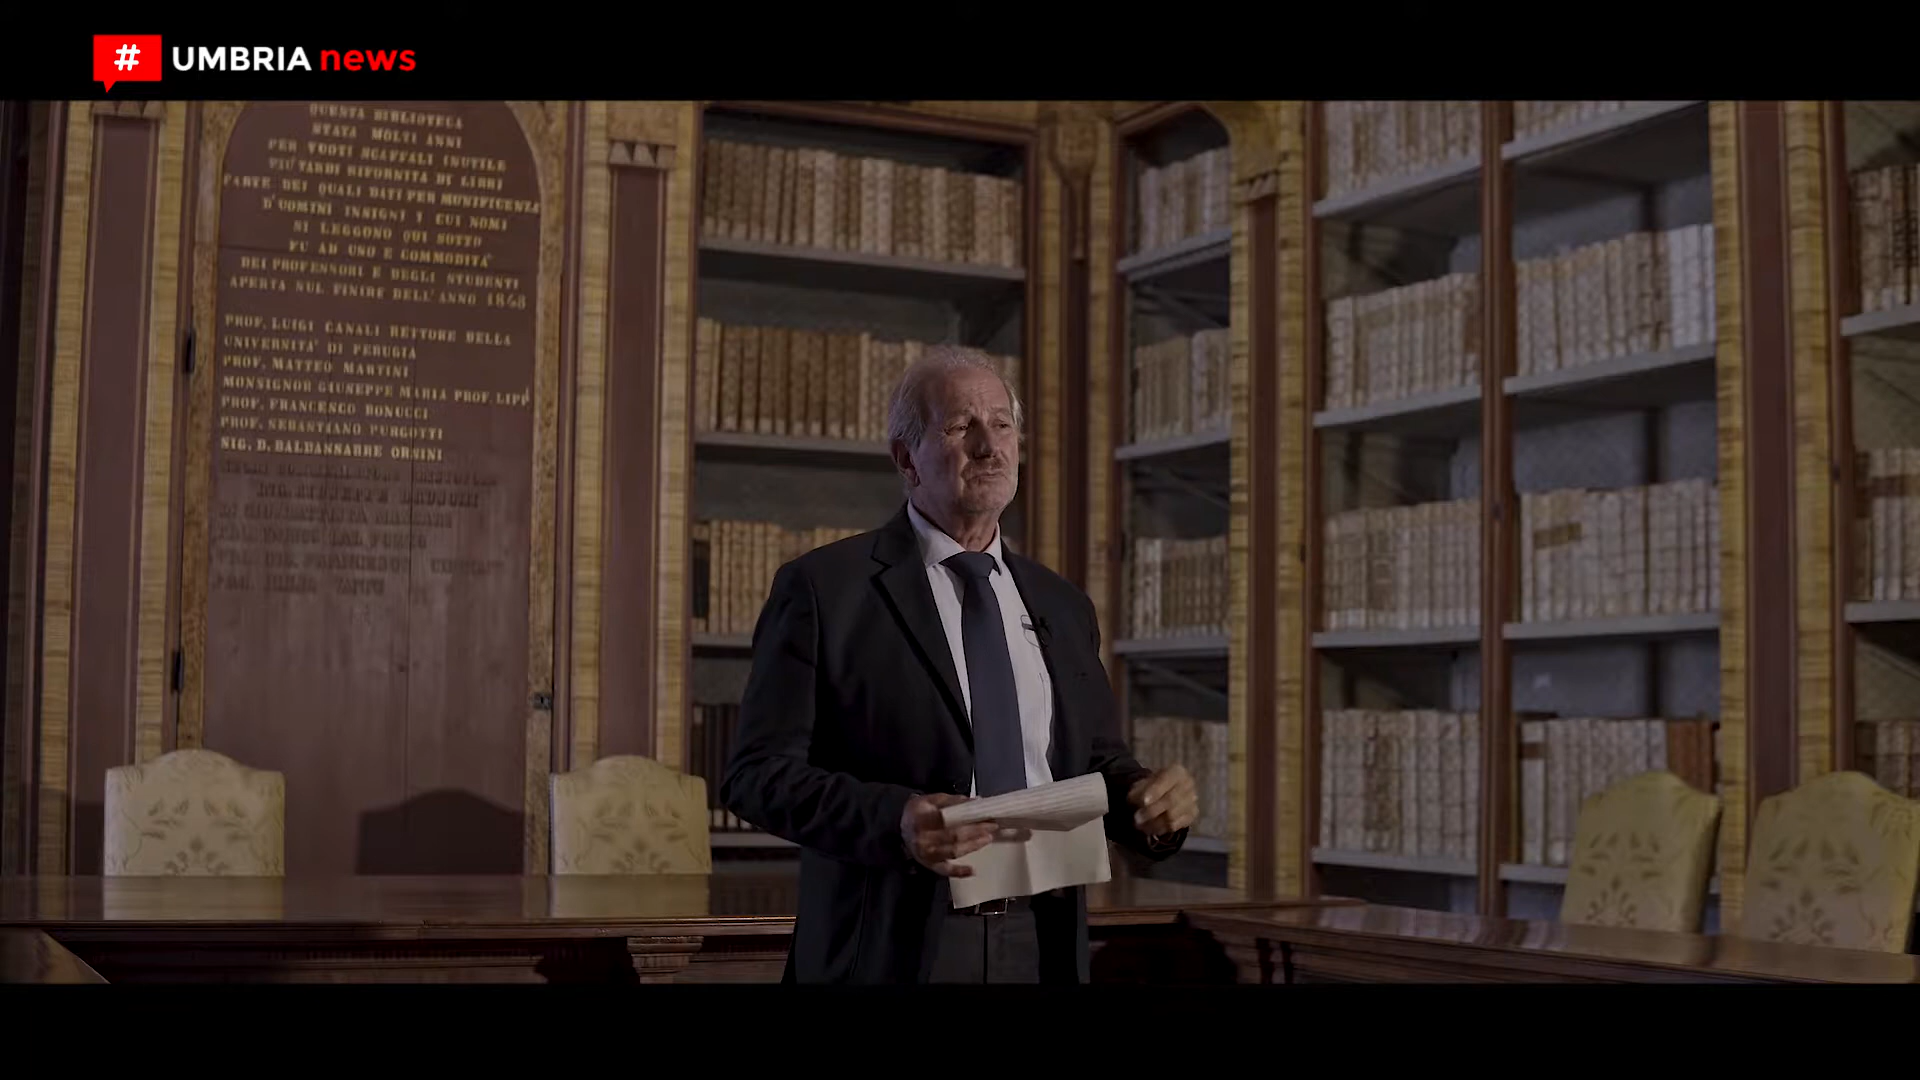 # UMBRIA news
QUESTA BIBLIOTECA
STATA MOLTI ANNI
PER VUOTI SCAFFALI INUTILE
PIU' TARDI RIFORNITA DI LIBRI
PARTE DEI QUALI DATI PER MUNIFICENZA
D'UOMINI INSIGNI I CUI NOMI
SI LEGGONO QUI SOTTO
FU AD USO E COMMODITA'
DEI PROFESSORI E DEGLI STUDENTI
APERTA SUL FINIRE DELL'ANNO 1848
PROF. LUIGI CANALI RETTORE DELLA
UNIVERSITA' DI PERUGIA
PROF. MATTEO MARTINI
MONSIGNOR GIUSEPPE MARIA PROF. LIPI
PROF. FRANCESCO BONUCCI
PROF. SEBASTIANO PURGOTTI
SIG. D. BALDASSARRE ORSINI